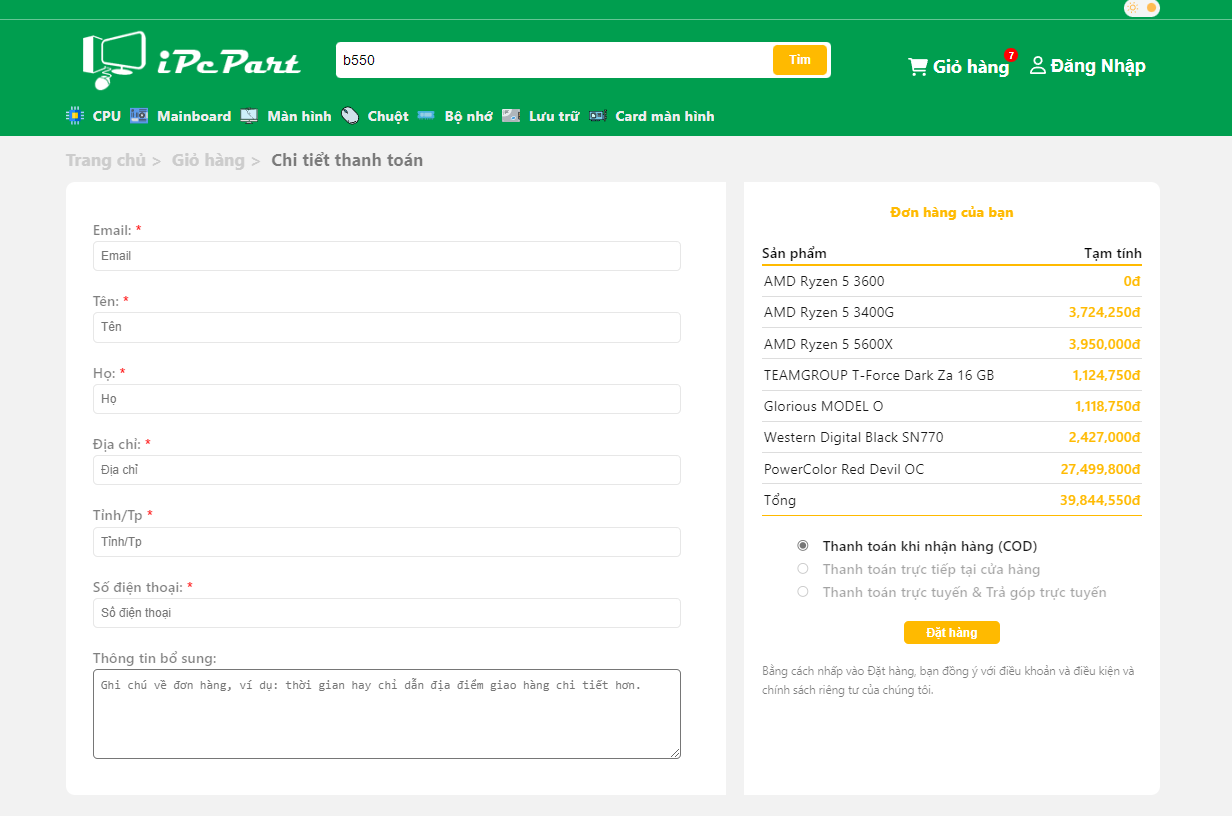 iPcPart
b550
Tìm
Giỏ hàng
7
Đăng Nhập
CPU Mainboard Màn hình Chuột Bộ nhớ Lưu trữ Card màn hình
Trang chủ > Giỏ hàng > Chi tiết thanh toán
Email: *
Email
Tên: *
Tên
Họ: *
Họ
Địa chỉ: *
Địa chỉ
Tỉnh/Tp *
Tỉnh/Tp
Số điện thoại: *
Số điện thoại
Thông tin bổ sung:
Ghi chú về đơn hàng, ví dụ: thời gian hay chỉ dẫn địa điểm giao hàng chi tiết hơn.
Đơn hàng của bạn
Sản phẩm Tạm tính
AMD Ryzen 5 3600 0đ
AMD Ryzen 5 3400G 3,724,250đ
AMD Ryzen 5 5600X 3,950,000đ
TEAMGROUP T-Force Dark Za 16 GB 1,124,750đ
Glorious MODEL O 1,118,750đ
Western Digital Black SN770 2,427,000đ
PowerColor Red Devil OC 27,499,800đ
Tổng 39,844,550đ
Thanh toán khi nhận hàng (COD)
Thanh toán trực tiếp tại cửa hàng
Thanh toán trực tuyến & Trả góp trực tuyến
Đặt hàng
Bằng cách nhấp vào Đặt hàng, bạn đồng ý với điều khoản và điều kiện và
chính sách riêng tư của chúng tôi.